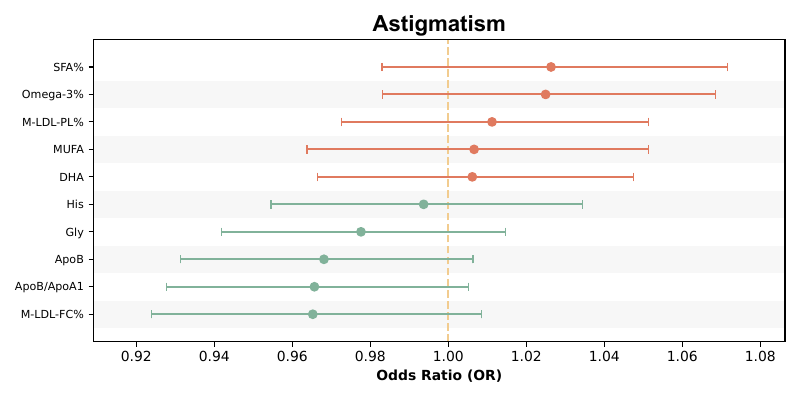 Astigmatism
SFA%
Omega-3%
M-LDL-PL%
MUFA
DHA
His
Gly
ApoB
ApoB/ApoA1
M-LDL-FC%
0.92 0.94 0.96 0.98 1.00 1.02 1.04 1.06 1.08
Odds Ratio (OR)